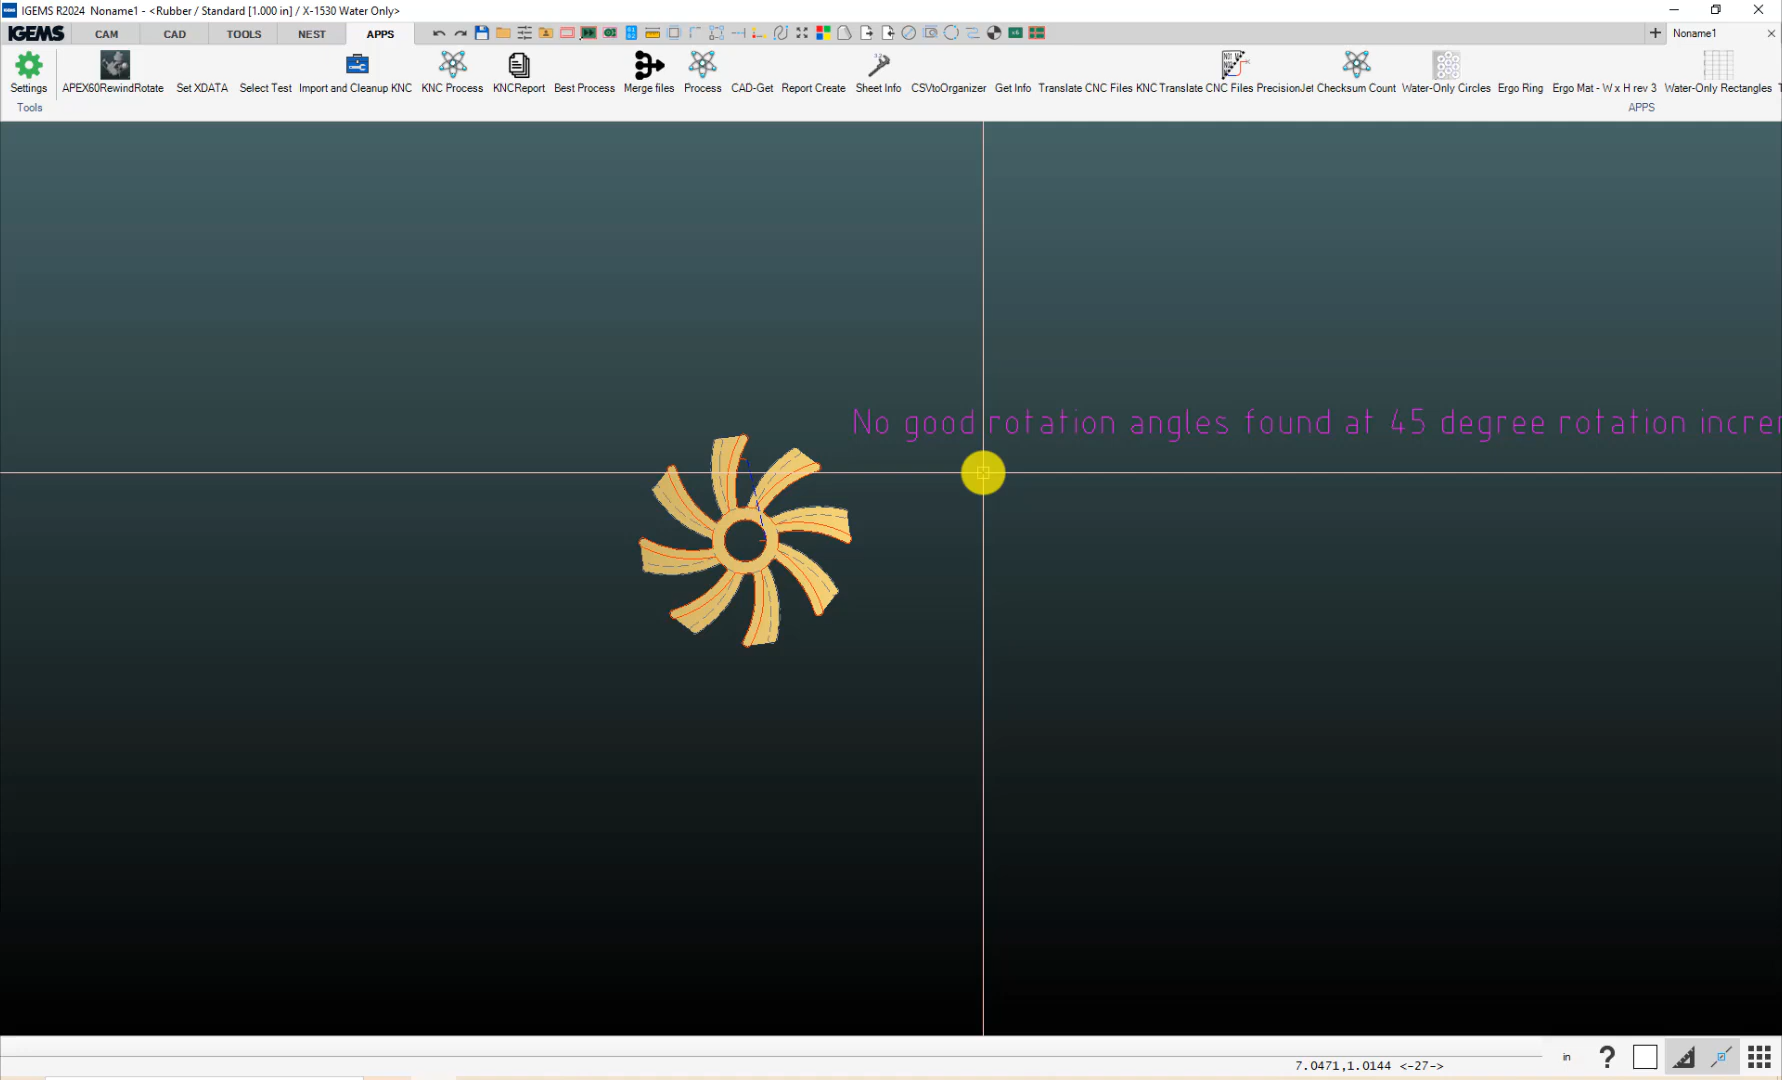 IGEMS R2024 Noname1 - <Rubber / Standard [1.000 in] / X-1530 Water Only>
IGEMS CAM CAD TOOLS NEST APPS Noname1
Settings APEX60RewindRotate Set XDATA Select Test Import and Cleanup KNC KNC Process KNCReport Best Process Merge files Process CAD-Get Report Create Sheet Info CSVtoOrganizer Get Info Translate CNC Files KNC Translate CNC Files PrecisionJet Checksum Count Water-Only Circles Ergo Ring Ergo Mat - W x H rev 3 Water-Only Rectangles
Tools APPS
No good rotation angles found at 45 degree rotation incre
in
7.0471,1.0144 <-27->